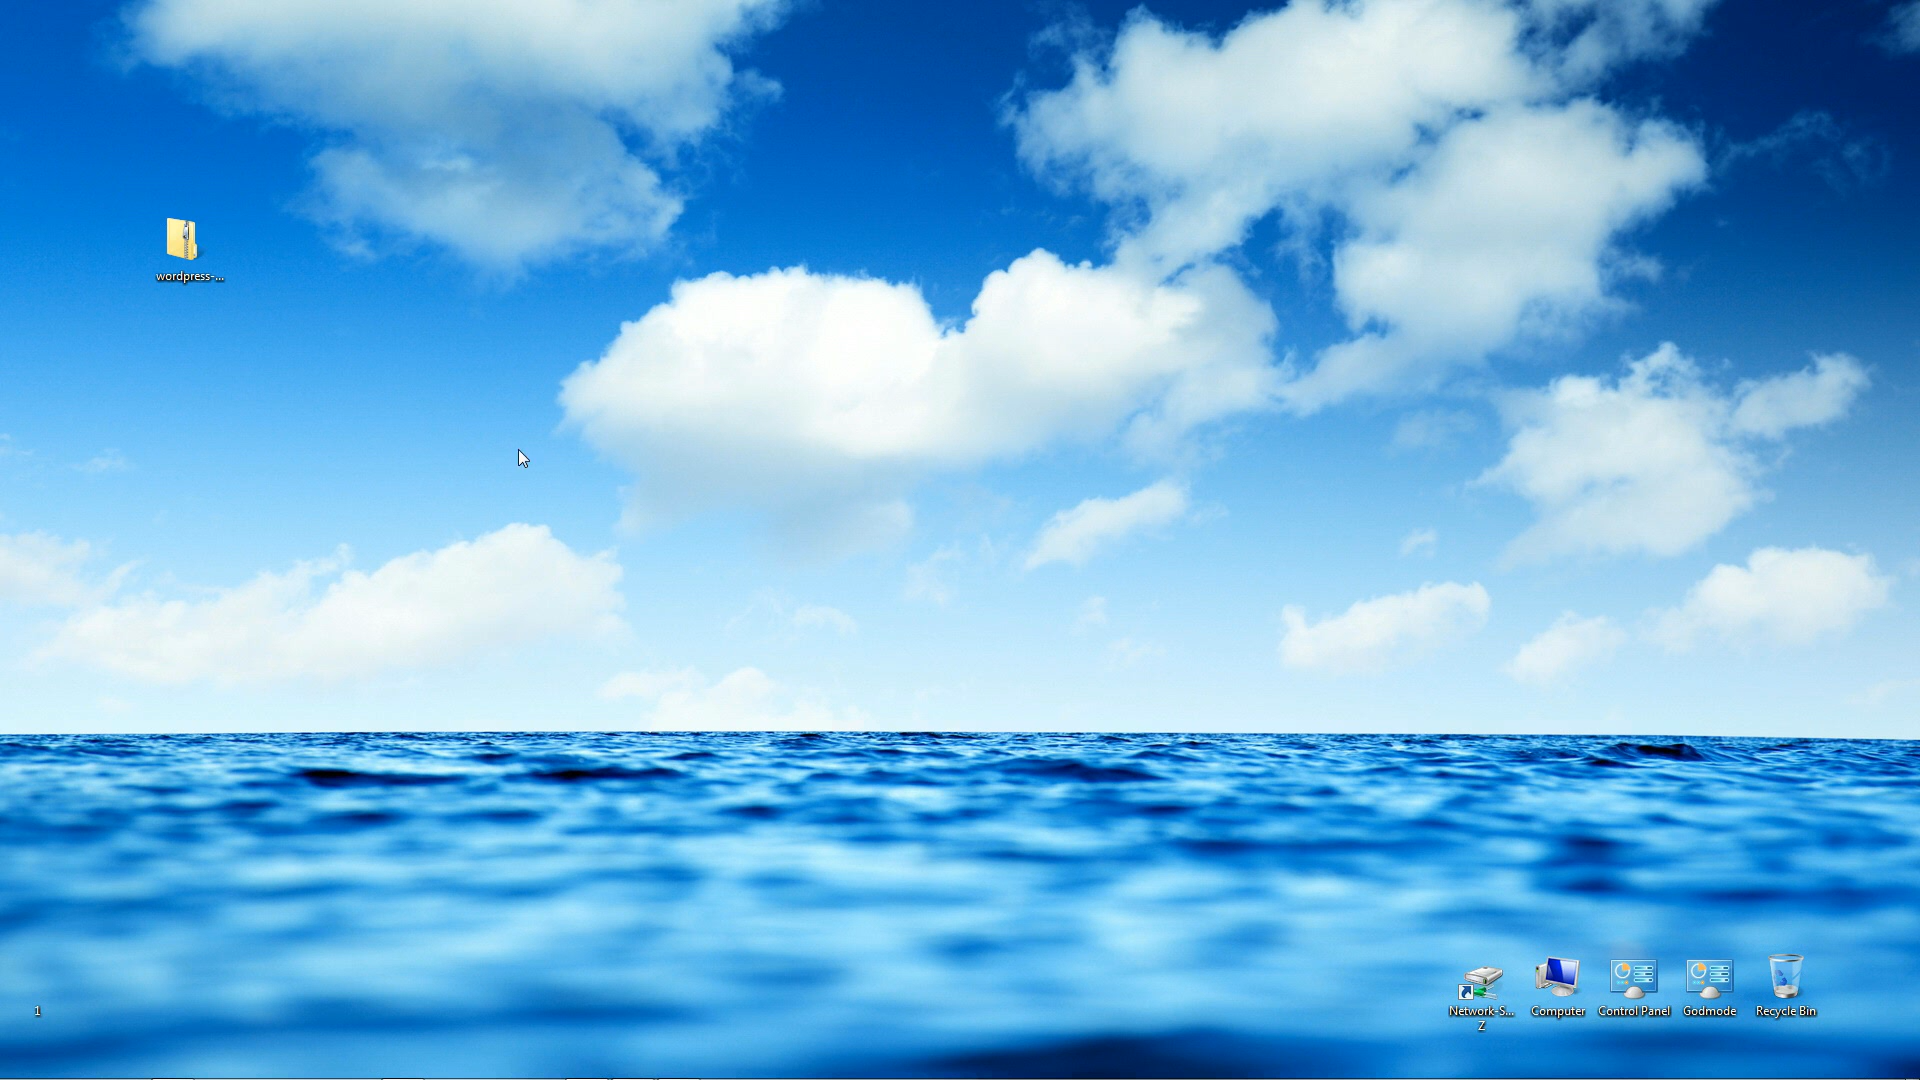 wordpress-...
1
Network-S...
Z
Computer
Control Panel
Godmode
Recycle Bin